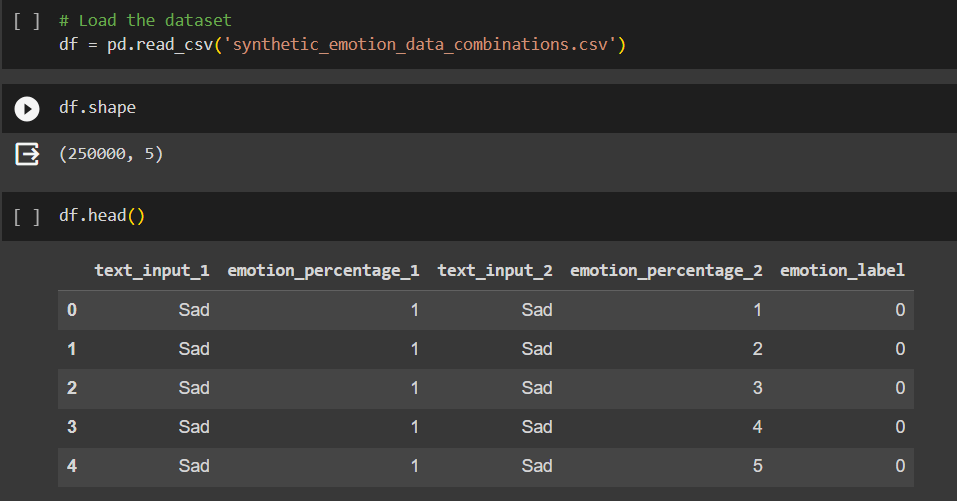 [ ] # Load the dataset
df = pd.read_csv('synthetic_emotion_data_combinations.csv')
df.shape
(250000, 5)
[ ] df.head()
text_input_1 emotion_percentage_1 text_input_2 emotion_percentage_2 emotion_label
0 Sad 1 Sad 1 0
1 Sad 1 Sad 2 0
2 Sad 1 Sad 3 0
3 Sad 1 Sad 4 0
4 Sad 1 Sad 5 0